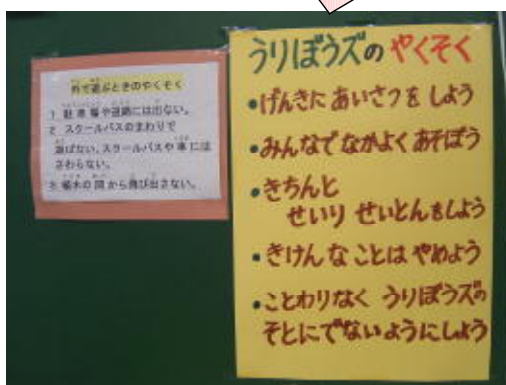 外で遊ぶときのやくそく
1 駐車場や道路には出ない。
2 スクールバスのまわりで
遊ばない、スクールバスや車には
さわらない。
3 植木の間から飛び出さない。
うりぼうズの やくそく
•げんきに あいさつを しよう
•みんなで なかよく あそぼう
•きちんと
せいり せいとんをしよう
•きけんな ことは やめよう
•ことわりなく うりぼうズの
そとにでないようにしよう